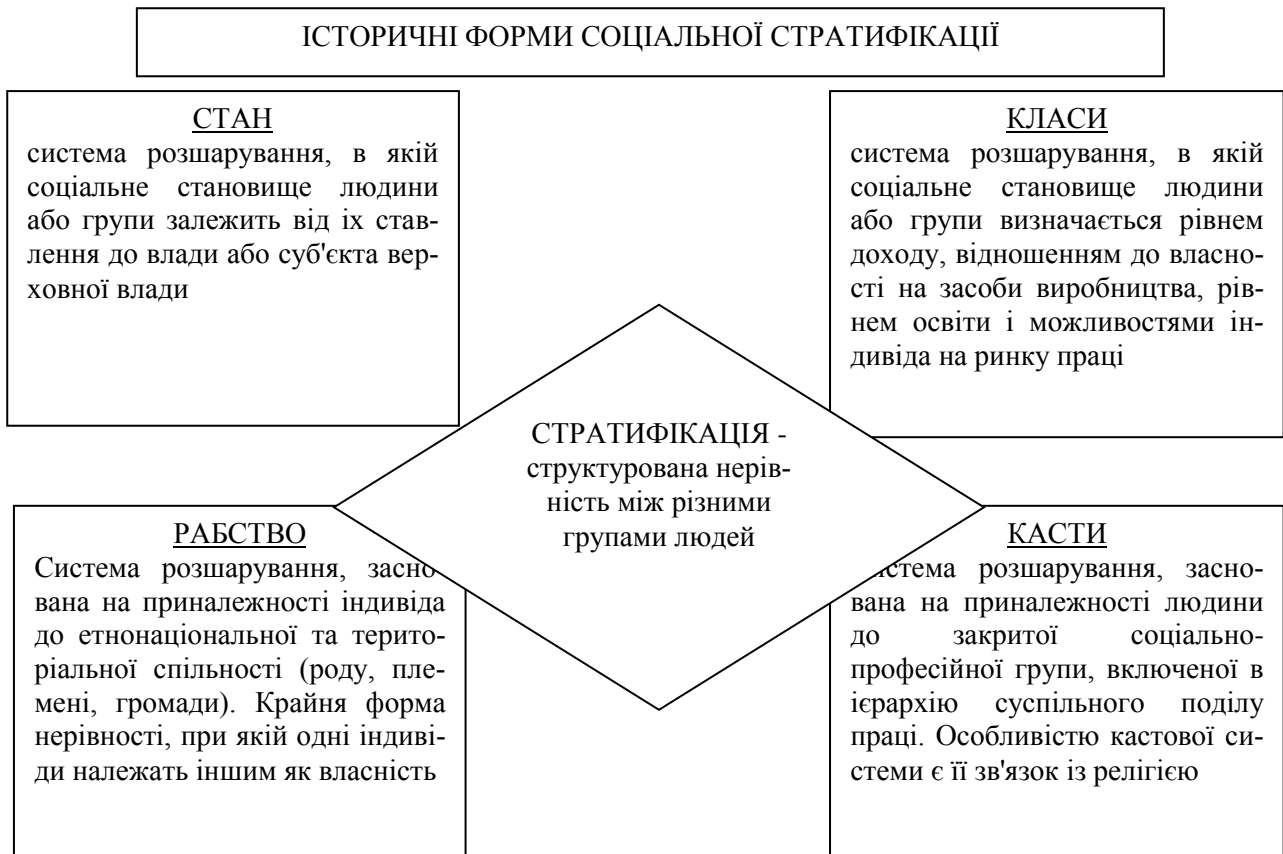 ІСТОРИЧНІ ФОРМИ СОЦІАЛЬНОЇ СТРАТИФІКАЦІЇ
СТАН
система розшарування, в якій
соціальне становище людини
або групи залежить від їх став-
лення до влади або суб'єкта вер-
ховної влади
КЛАСИ
система розшарування, в якій
соціальне становище людини
або групи визначається рівнем
доходу, відношенням до власно-
сті на засоби виробництва, рів-
нем освіти і можливостями ін-
дивіда на ринку праці
СТРАТИФІКАЦІЯ -
структурована нерів-
ність між різними
групами людей
РАБСТВО
Система розшарування, засно-
вана на приналежності індивіда
до етнонаціональної та терито-
ріальної спільності (роду, пле-
мені, громади). Крайня форма
нерівності, при якій одні індиві-
ди належать іншим як власність
КАСТИ
система розшарування, засно-
вана на приналежності людини
до закритої соціально-
професійної групи, включеної в
ієрархію суспільного поділу
праці. Особливістю кастової си-
стеми є її зв'язок із релігією